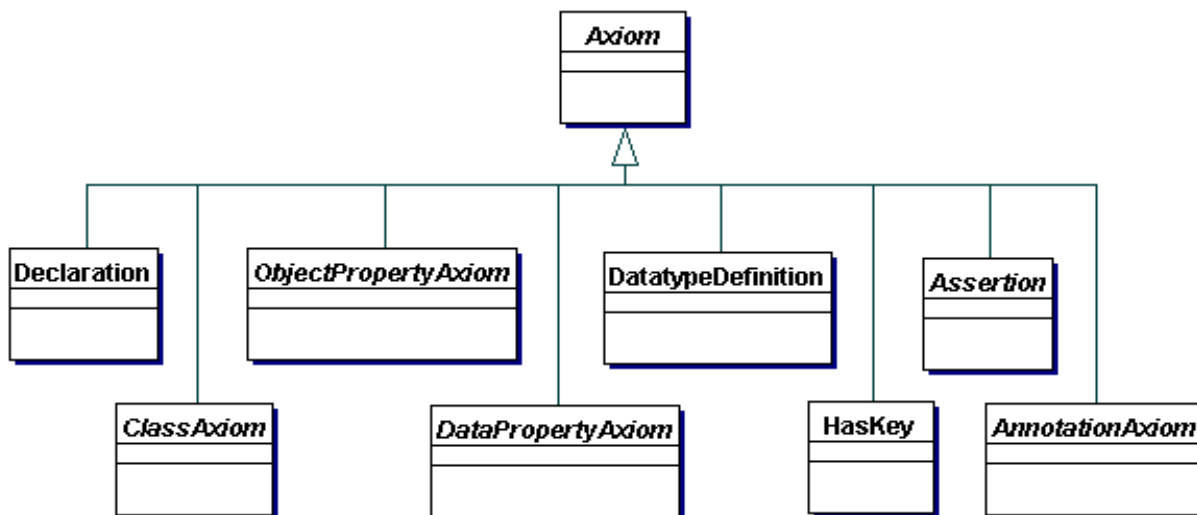 Axiom
Declaration
ObjectPropertyAxiom
DatatypeDefinition
Assertion
ClassAxiom
DataPropertyAxiom
HasKey
AnnotationAxiom